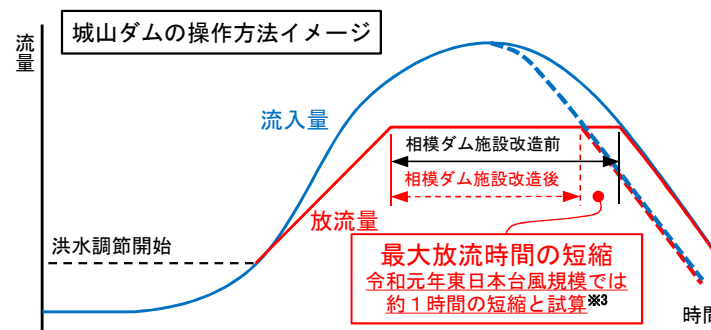 城山ダムの操作方法イメージ
流量
流入量
相模ダム施設改造前
相模ダム施設改造後
放流量
洪水調節開始
最大放流時間の短縮
令和元年東日本台風規模では
約１時間の短縮と試算※3
時間